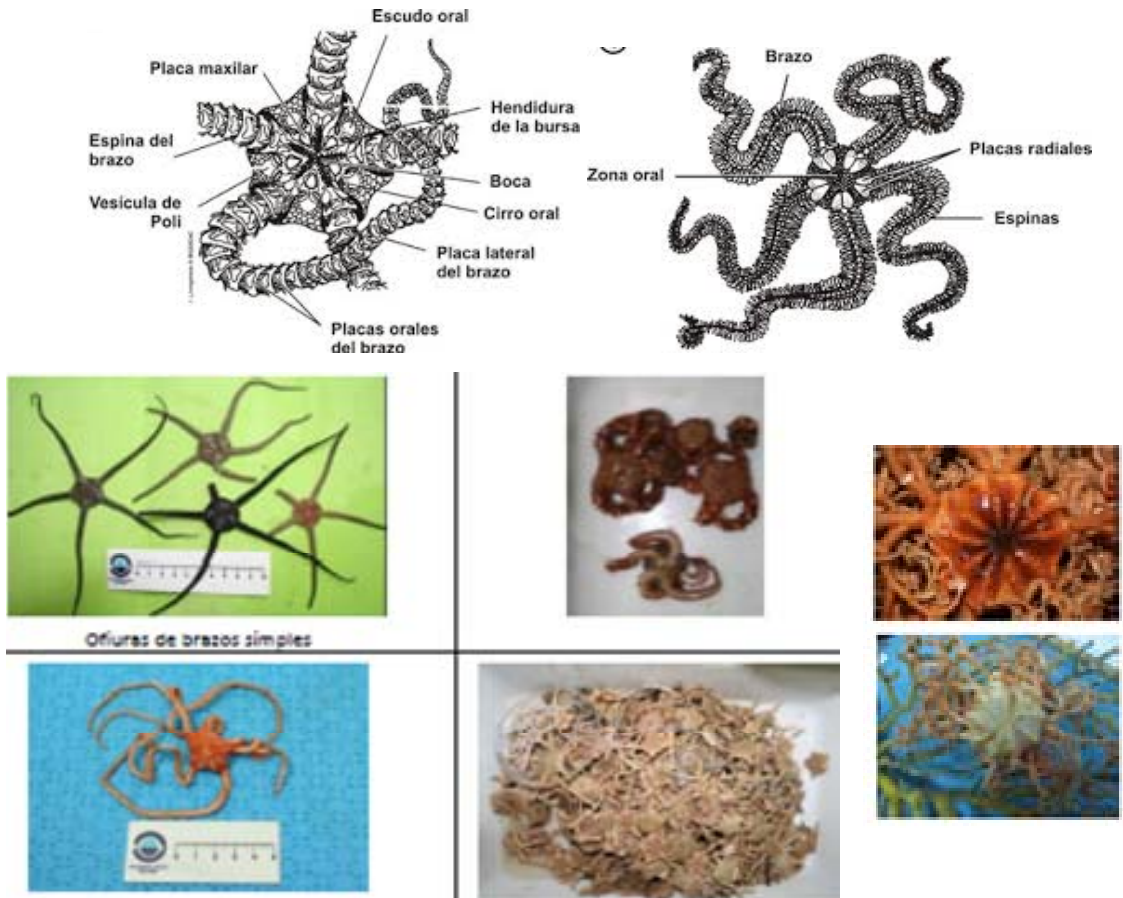 Escudo oral
Placa maxilar
Hendidura
de la bursa
Espina del
brazo
Boca
Vesícula de
Poli
Cirro oral
Placa lateral
del brazo
Placas orales
del brazo
Brazo
Placas radiales
Zona oral
Espinas
Ofiuras de brazos simples